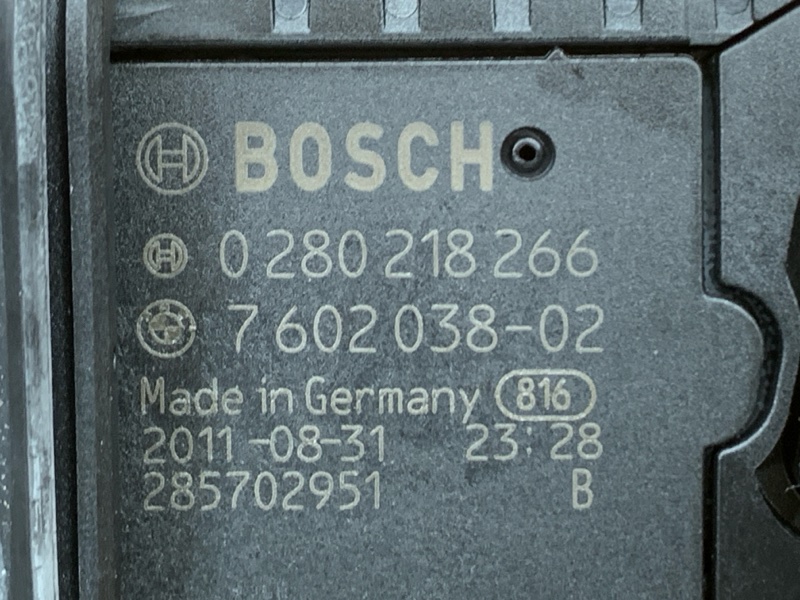 BOSCH
0 280 218 266
7 602 038-02
Made in Germany 816
2011-08-31 23:28
285702951 B